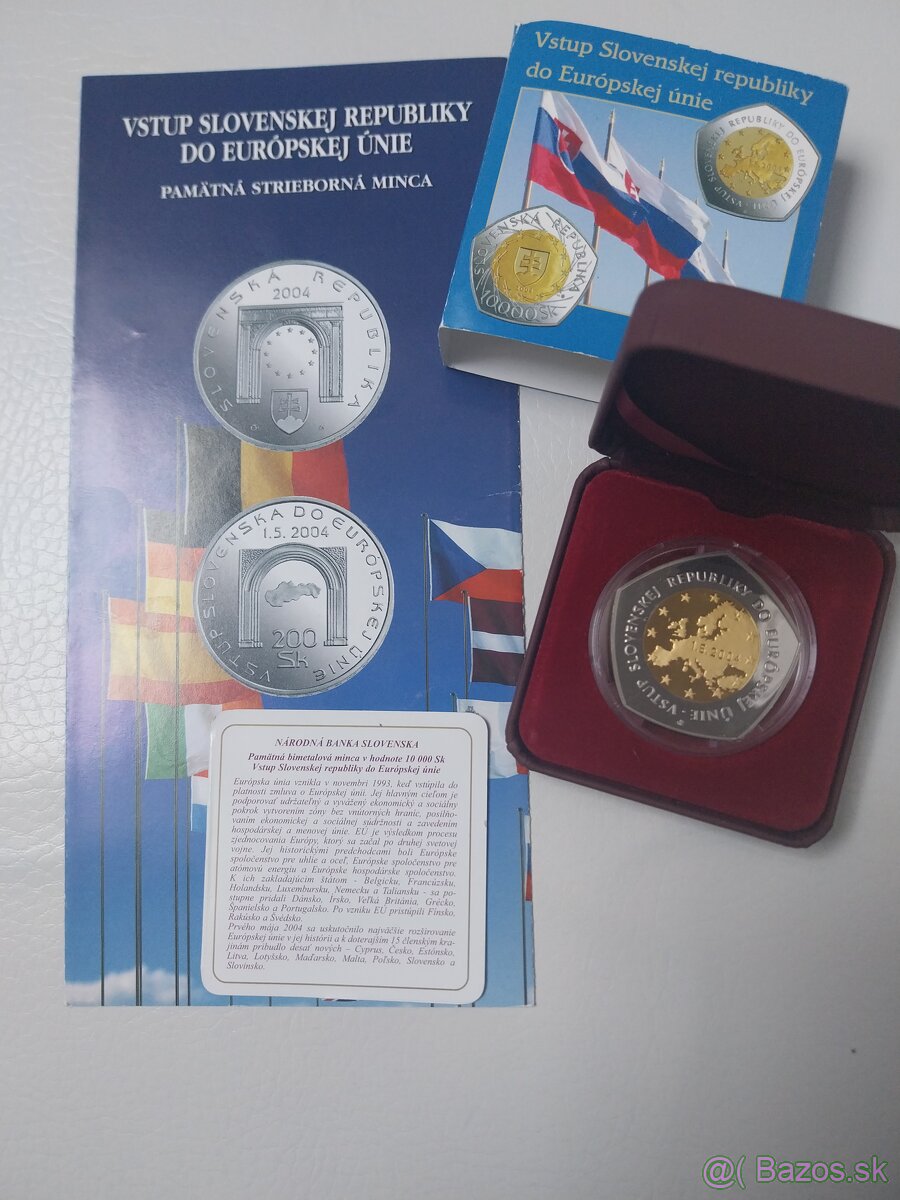 VSTUP SLOVENSKEJ REPUBLIKY
DO EURÓPSKEJ ÚNIE
PAMÄTNÁ STRIEBORNÁ MINCA
SLOVENSKÁ REPUBLIKA
2004
VSTUP SLOVENSKA DO EURÓPSKEJ ÚNIE
1.5. 2004
200
Sk
Vstup Slovenskej republiky
do Európskej únie
VSTUP SLOVENSKEJ REPUBLIKY DO EURÓPSKEJ ÚNIE
SLOVENSKÁ REPUBLIKA
10000 SK
VSTUP SLOVENSKEJ REPUBLIKY DO EURÓPSKEJ ÚNIE
1.5.2004
NÁRODNÁ BANKA SLOVENSKA
Pamätná bimetalová minca v hodnote 10 000 Sk
Vstup Slovenskej republiky do Európskej únie
Európska únia vznikla v novembri 1993, keď vstúpila do
platnosti zmluva o Európskej únii. Jej hlavným cieľom je
podporovať udržateľný a vyvážený ekonomický a sociálny
pokrok vytvorením zóny bez vnútorných hraníc, posilňo-
vaním ekonomickej a sociálnej súdržnosti a zavedením
hospodárskej a menovej únie. EÚ je výsledkom procesu
zjednocovania Európy, ktorý sa začal po druhej svetovej
vojne. Jej historickými predchodcami boli Európske
spoločenstvo pre uhlie a oceľ, Európske spoločenstvo pre
atómovú energiu a Európske hospodárske spoločenstvo.
K ich zakladajúcim štátom - Belgicku, Francúzsku,
Holandsku, Luxembursku, Nemecku a Taliansku - sa po-
stupne pridali Dánsko, Írsko, Veľká Británia, Grécko,
Španielsko a Portugalsko. Po vzniku EÚ pristúpili Fínsko,
Rakúsko a Švédsko.
Prvého mája 2004 sa uskutočnilo najväčšie rozšírovanie
Európskej únie v jej histórii a k doterajším 15 členským kra-
jinám pribudlo desať nových – Cyprus, Česko, Estónsko,
Litva, Lotyšsko, Maďarsko, Malta, Poľsko, Slovensko a
Slovinsko.
@( Bazos.sk